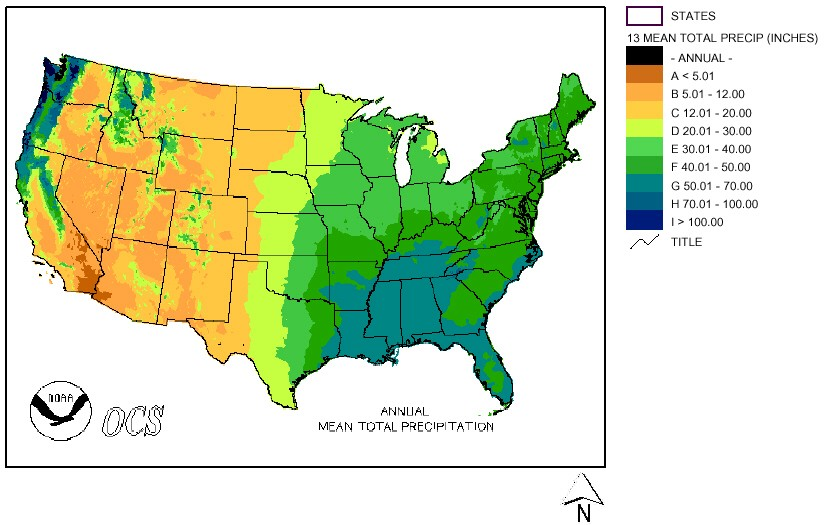 STATES
13 MEAN TOTAL PRECIP (INCHES)
- ANNUAL -
A < 5.01
B 5.01 - 12.00
C 12.01 - 20.00
D 20.01 - 30.00
E 30.01 - 40.00
F 40.01 - 50.00
G 50.01 - 70.00
H 70.01 - 100.00
I > 100.00
TITLE
NOAA
OCS
ANNUAL
MEAN TOTAL PRECIPITATION
N